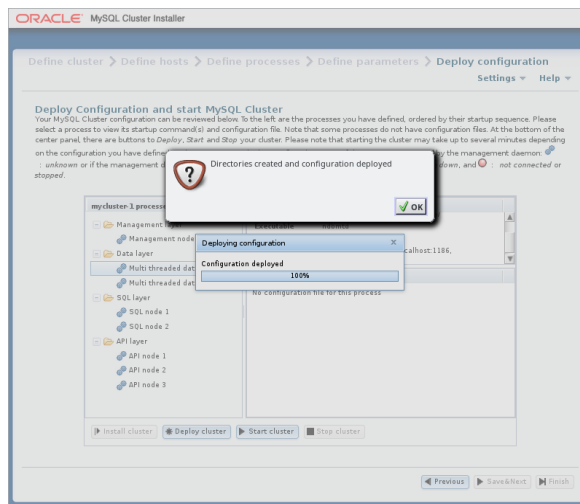 ORACLE® MySQL Cluster Installer
Define cluster > Define hosts > Define processes > Define parameters > Deploy configuration
Settings Help
Deploy Configuration and start MySQL Cluster
Your MySQL Cluster configuration can be reviewed below. To the left are the processes you have defined, ordered by their startup sequence. Please
select a process to view its startup command(s) and configuration file. Note that some processes do not have configuration files. At the bottom of the
center panel, there are buttons to Deploy, Start and Stop your cluster. Please note that starting the cluster may take up to several minutes depending
on the configuration you have define by the management daemon:
: unknown or if the management d down, and : not connected or
stopped.
Directories created and configuration deployed
OK
mycluster-1 processe
Management layer
Management node
Data layer
Multi threaded dat
Multi threaded dat
SQL layer
SQL node 1
SQL node 2
API layer
API node 1
API node 2
API node 3
Executable
calhost:1186,
Deploying configuration x
Configuration deployed
100%
No configuration file for this process
Install cluster Deploy cluster Start cluster Stop cluster
Previous Save&Next Finish